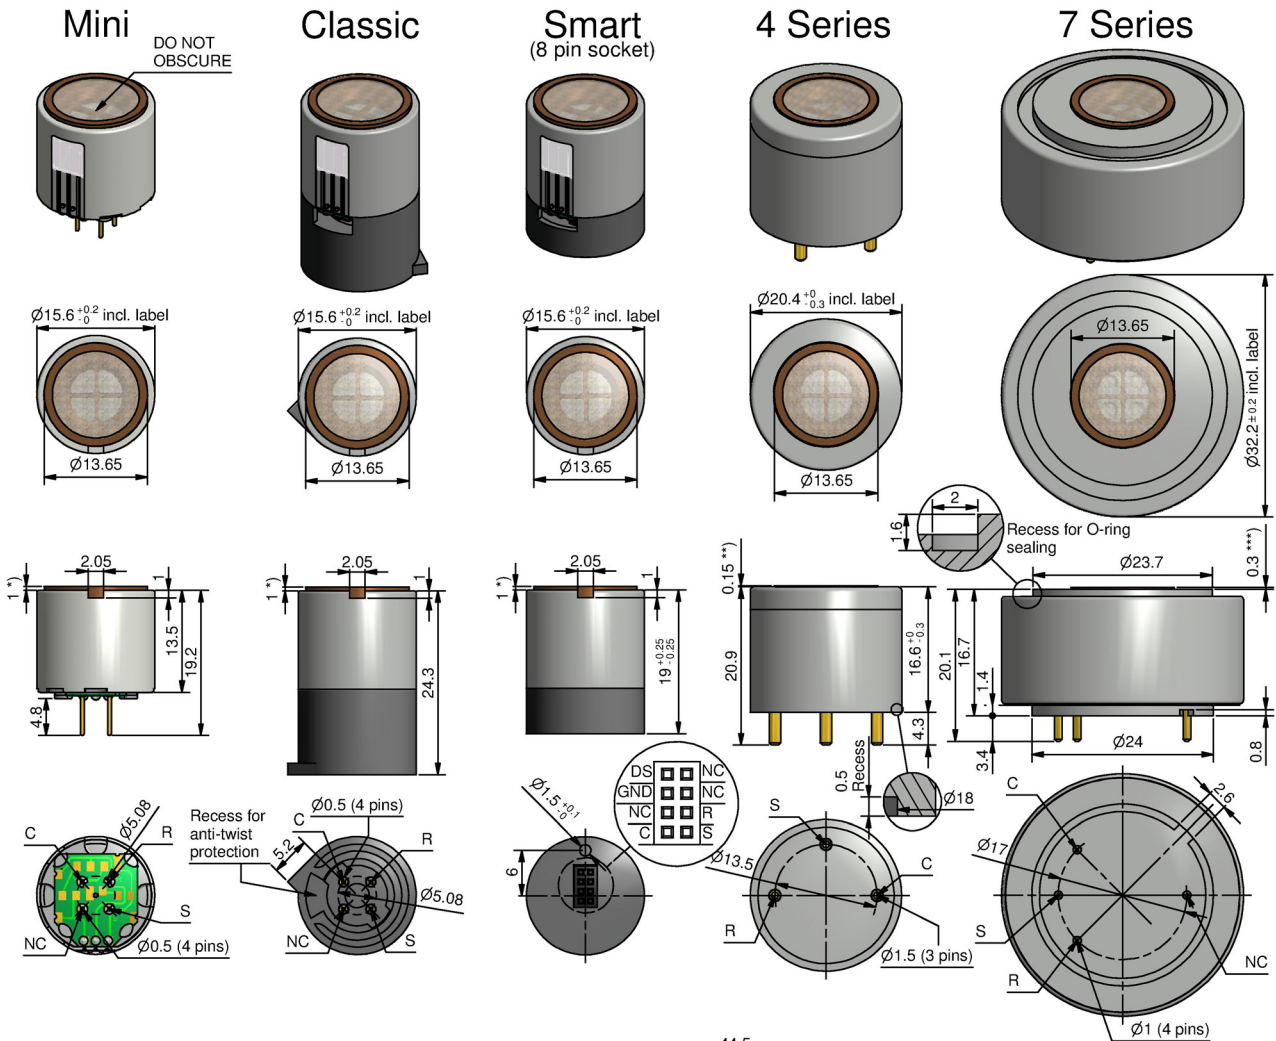 Mini
Classic
Smart
(8 pin socket)
4 Series
7 Series
DO NOT
OBSCURE
Ø15.6 +0.2 -0 incl. label
Ø15.6 +0.2 -0 incl. label
Ø15.6 +0.2 -0 incl. label
Ø20.4 +0 -0.3 incl. label
Ø13.65
Ø32.2 ±0.2 incl. label
Ø13.65
Ø13.65
Ø13.65
Ø13.65
2
1.6
Recess for O-ring
sealing
1 *)
2.05
1
13.5
19.2
4.8
1 *)
2.05
1
24.3
1 *)
2.05
1
19 +0.25 -0.25
0.15 **)
20.9
16.6 +0 -0.3
4.3
0.5
Recess
Ø18
Ø23.7
0.3 ***)
20.1
16.7
1.4
3.4
Ø24
0.8
C
Ø5.08
R
S
NC
Ø0.5 (4 pins)
Recess for
anti-twist
protection
5.2
Ø0.5 (4 pins)
C
R
Ø5.08
NC
S
Ø1.5 +0.1 -0
6
DS
NC
GND
NC
NC
R
C
S
S
Ø13.5
C
R
Ø1.5 (3 pins)
C
2.6
Ø17
S
R
NC
Ø1 (4 pins)